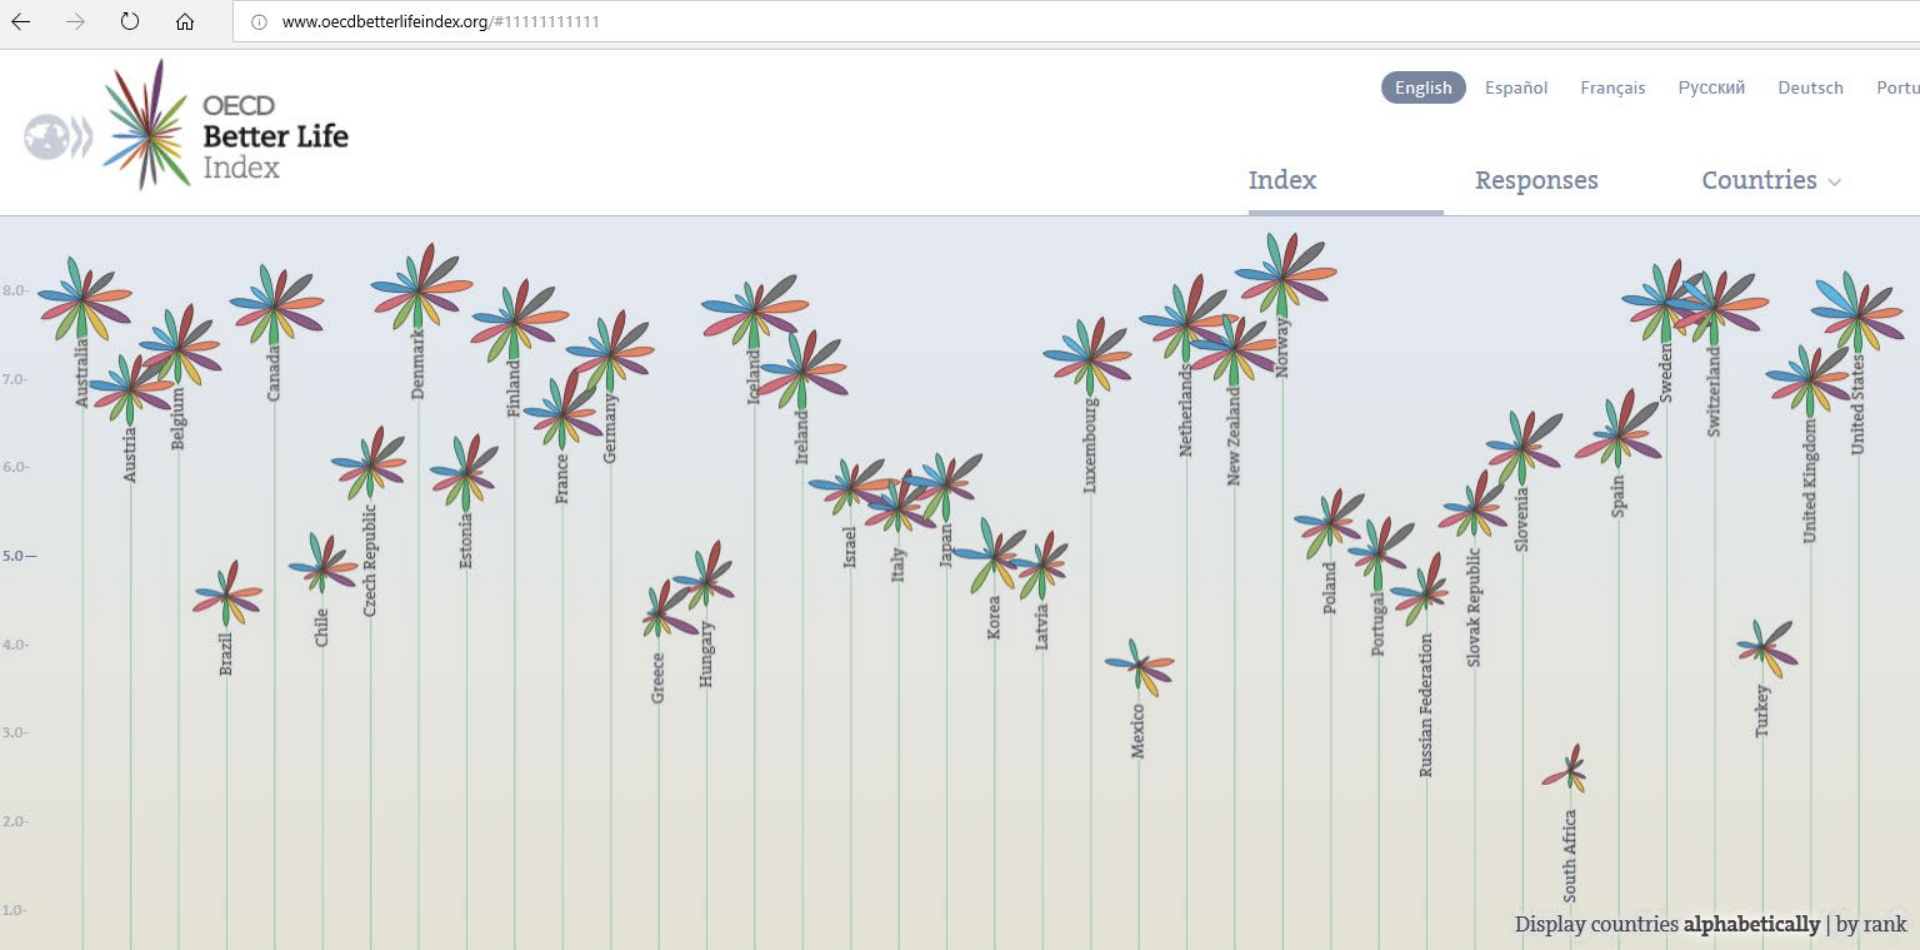 www.oecdbetterlifeindex.org/#11111111111
English Español Français Русский Deutsch Portu
OECD
Better Life
Index
Index Responses Countries
8.0
7.0
6.0
5.0
4.0
3.0
2.0
1.0
Australia
Austria
Belgium
Brazil
Canada
Chile
Czech Republic
Denmark
Estonia
Finland
France
Germany
Greece
Hungary
Iceland
Ireland
Israel
Italy
Japan
Korea
Latvia
Luxembourg
Mexico
Netherlands
New Zealand
Norway
Poland
Portugal
Russian Federation
Slovak Republic
Slovenia
South Africa
Spain
Sweden
Switzerland
Turkey
United Kingdom
United States
Display countries alphabetically | by rank